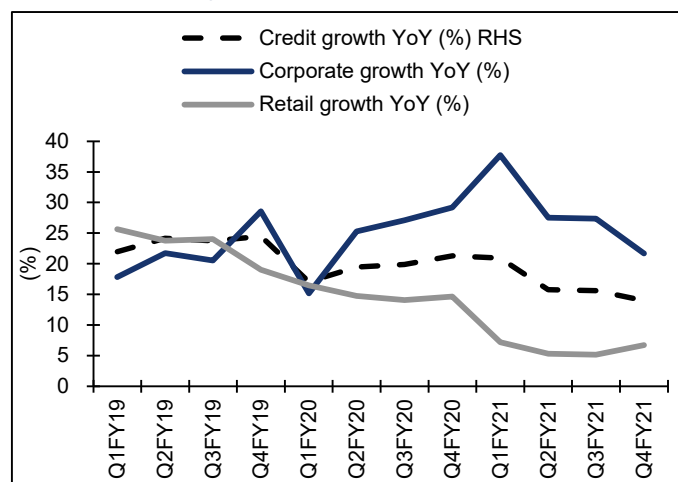 Credit growth YoY (%) RHS
Corporate growth YoY (%)
Retail growth YoY (%)
40
35
30
25
20
15
10
5
0
(%)
Q1FY19
Q2FY19
Q3FY19
Q4FY19
Q1FY20
Q2FY20
Q3FY20
Q4FY20
Q1FY21
Q2FY21
Q3FY21
Q4FY21